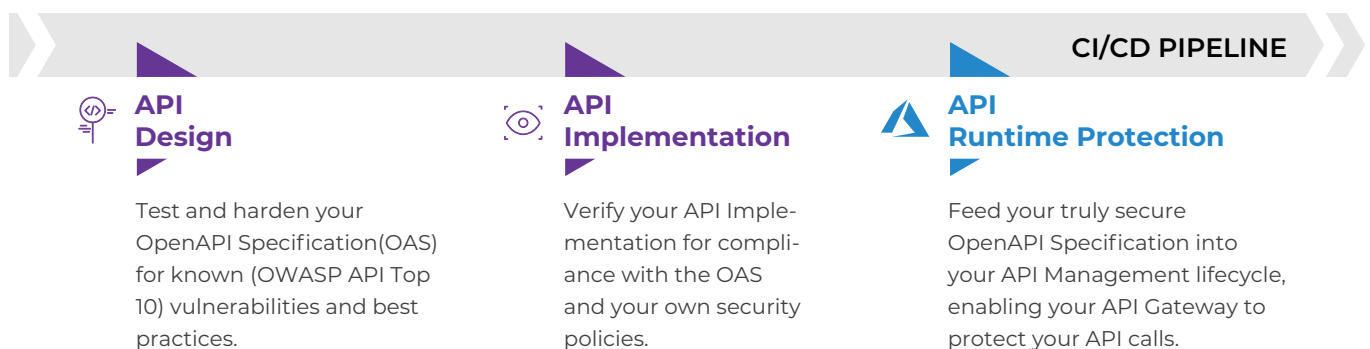 CI/CD PIPELINE
API
Design
Test and harden your
OpenAPI Specification(OAS)
for known (OWASP API Top
10) vulnerabilities and best
practices.
API
Implementation
Verify your API Imple-
mentation for compli-
ance with the OAS
and your own security
policies.
API
Runtime Protection
Feed your truly secure
OpenAPI Specification into
your API Management lifecycle,
enabling your API Gateway to
protect your API calls.